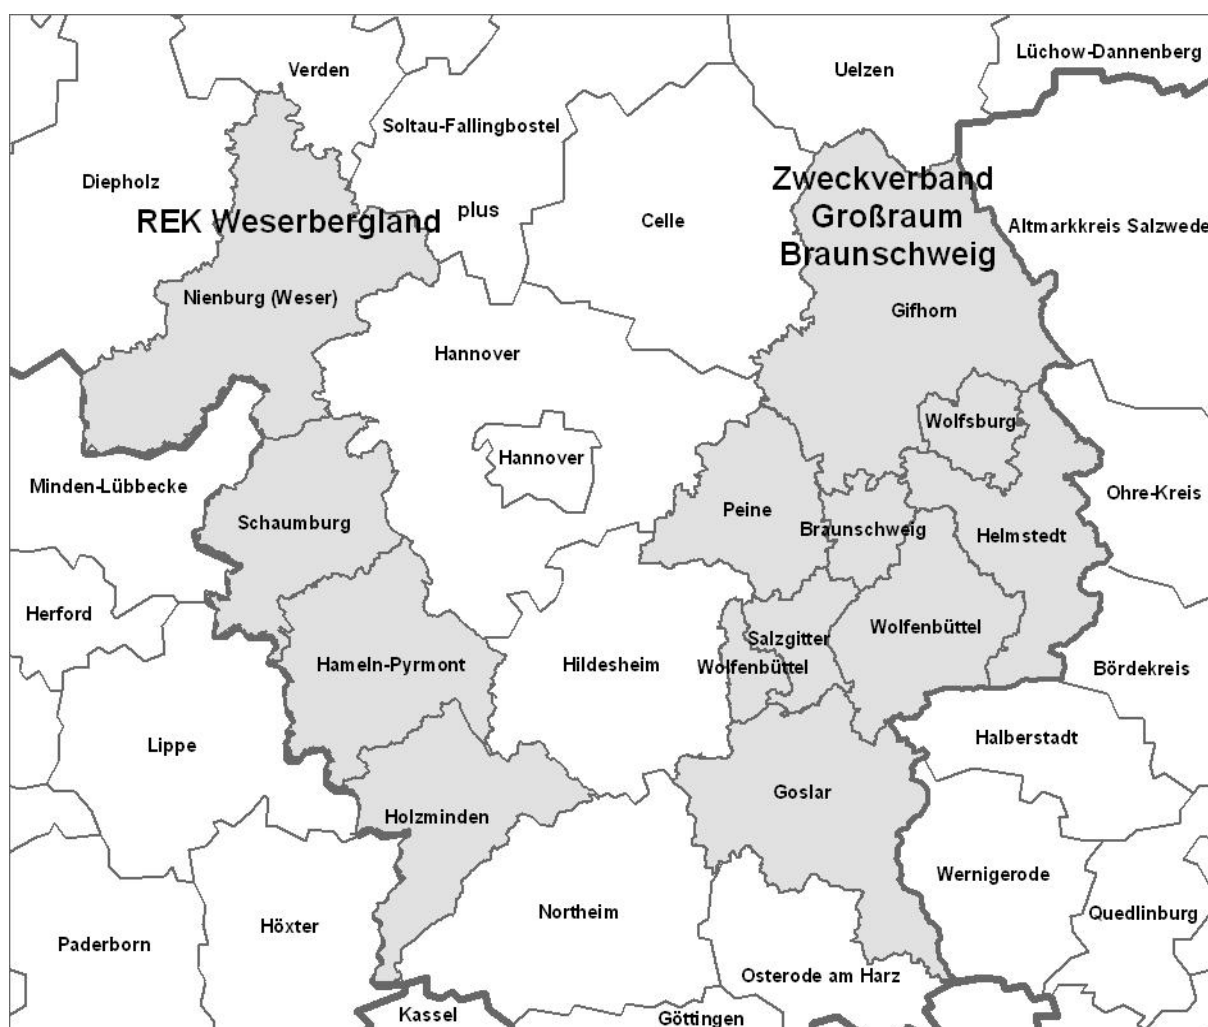 Lüchow-Dannenberg
Verden
Uelzen
Soltau-Fallingbostel
Diepholz
Zweckverband
Großraum
Braunschweig
REK Weserbergland
plus
Celle
Altmarkkreis Salzwede
Nienburg (Weser)
Gifhorn
Hannover
Wolfsburg
Hannover
Minden-Lübbecke
Ohre-Kreis
Peine
Schaumburg
Braunschweig
Helmstedt
Herford
Wolfenbüttel
Salzgitter
Hameln-Pyrmont
Hildesheim
Wolfenbüttel
Bördekreis
Halberstadt
Lippe
Goslar
Holzminden
Wernigerode
Northeim
Quedlinburg
Höxter
Paderborn
Osterode am Harz
Kassel
Göttingen